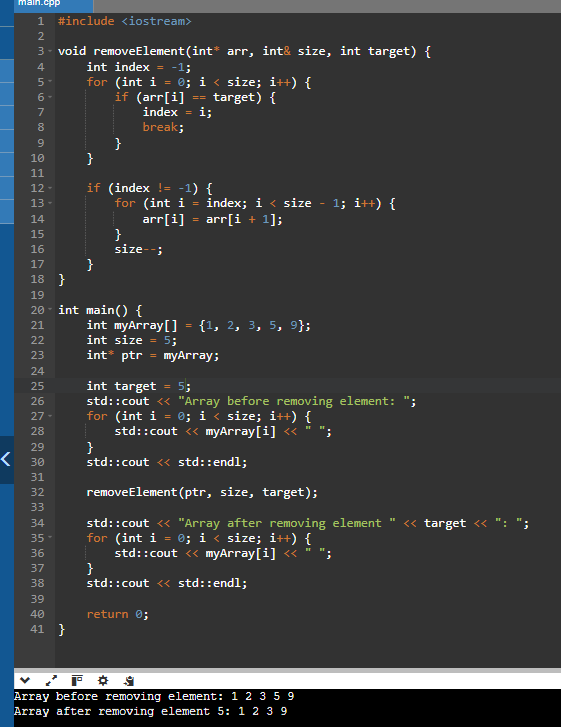 main.cpp
1 #include <iostream>
2
3 void removeElement(int* arr, int& size, int target) {
4     int index = -1;
5     for (int i = 0; i < size; i++) {
6         if (arr[i] == target) {
7             index = i;
8             break;
9         }
10     }
11
12     if (index != -1) {
13         for (int i = index; i < size - 1; i++) {
14             arr[i] = arr[i + 1];
15         }
16         size--;
17     }
18 }
19
20 int main() {
21     int myArray[] = {1, 2, 3, 5, 9};
22     int size = 5;
23     int* ptr = myArray;
24
25     int target = 5;
26     std::cout << "Array before removing element: ";
27     for (int i = 0; i < size; i++) {
28         std::cout << myArray[i] << " ";
29     }
30     std::cout << std::endl;
31
32     removeElement(ptr, size, target);
33
34     std::cout << "Array after removing element " << target << ": ";
35     for (int i = 0; i < size; i++) {
36         std::cout << myArray[i] << " ";
37     }
38     std::cout << std::endl;
39
40     return 0;
41 }
Array before removing element: 1 2 3 5 9
Array after removing element 5: 1 2 3 9